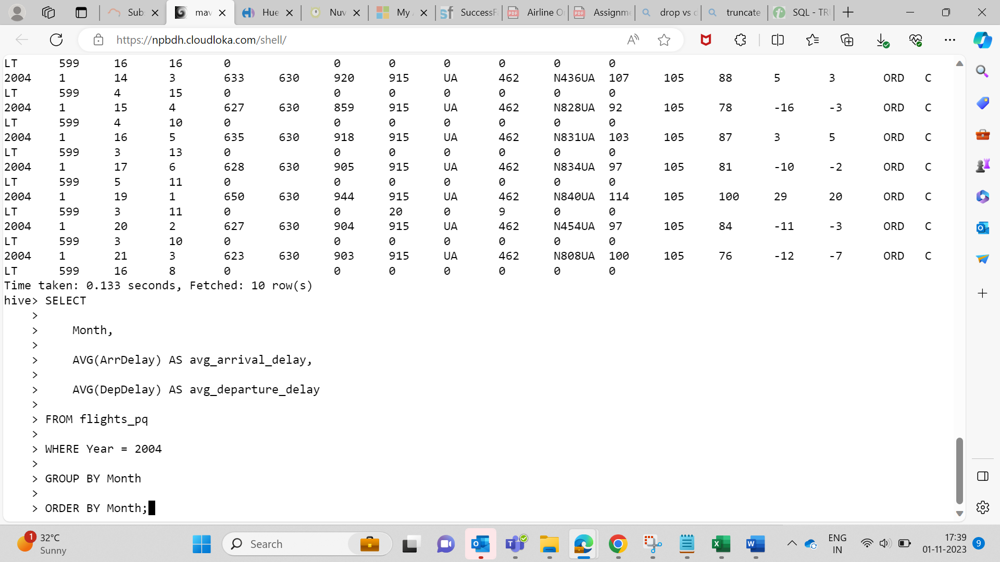 Sub
mav
Hue
Nuv
My A
SuccessF
Airline O
Assignme
drop vs d
truncate
SQL - TR
https://npbdh.cloudloka.com/shell/
LT 599 16 16 0 0 0 0 0 0 0
2004 1 14 3 633 630 920 915 UA 462 N436UA 107 105 88 5 3 ORD C
LT 599 4 15 0 0 0 0 0 0 0
2004 1 15 4 627 630 859 915 UA 462 N828UA 92 105 78 -16 -3 ORD C
LT 599 4 10 0 0 0 0 0 0 0
2004 1 16 5 635 630 918 915 UA 462 N831UA 103 105 87 3 5 ORD C
LT 599 3 13 0 0 0 0 0 0 0
2004 1 17 6 628 630 905 915 UA 462 N834UA 97 105 81 -10 -2 ORD C
LT 599 5 11 0 0 0 0 0 0 0
2004 1 19 1 650 630 944 915 UA 462 N840UA 114 105 100 29 20 ORD C
LT 599 3 11 0 0 20 0 9 0 0
2004 1 20 2 627 630 904 915 UA 462 N454UA 97 105 84 -11 -3 ORD C
LT 599 3 10 0 0 0 0 0 0 0
2004 1 21 3 623 630 903 915 UA 462 N808UA 100 105 76 -12 -7 ORD C
LT 599 16 8 0 0 0 0 0 0 0
Time taken: 0.133 seconds, Fetched: 10 row(s)
hive> SELECT
>
> Month,
>
> AVG(ArrDelay) AS avg_arrival_delay,
>
> AVG(DepDelay) AS avg_departure_delay
>
> FROM flights_pq
>
> WHERE Year = 2004
>
> GROUP BY Month
>
> ORDER BY Month;
1
32°C
Sunny
Search
ENG
IN
17:39
01-11-2023
9